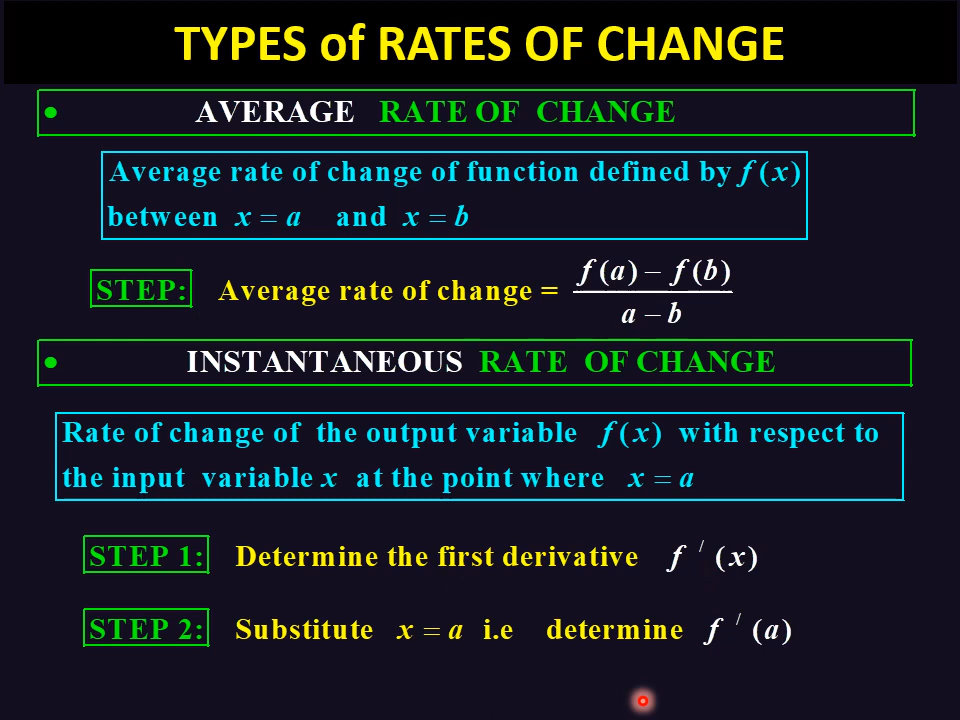 TYPES of RATES OF CHANGE
• AVERAGE RATE OF CHANGE
Average rate of change of function defined by f(x)
between x = a and x = b
STEP: Average rate of change = f(a) − f(b)
a − b
• INSTANTANEOUS RATE OF CHANGE
Rate of change of the output variable f(x) with respect to
the input variable x at the point where x = a
STEP 1: Determine the first derivative f / (x)
STEP 2: Substitute x = a i.e determine f / (a)